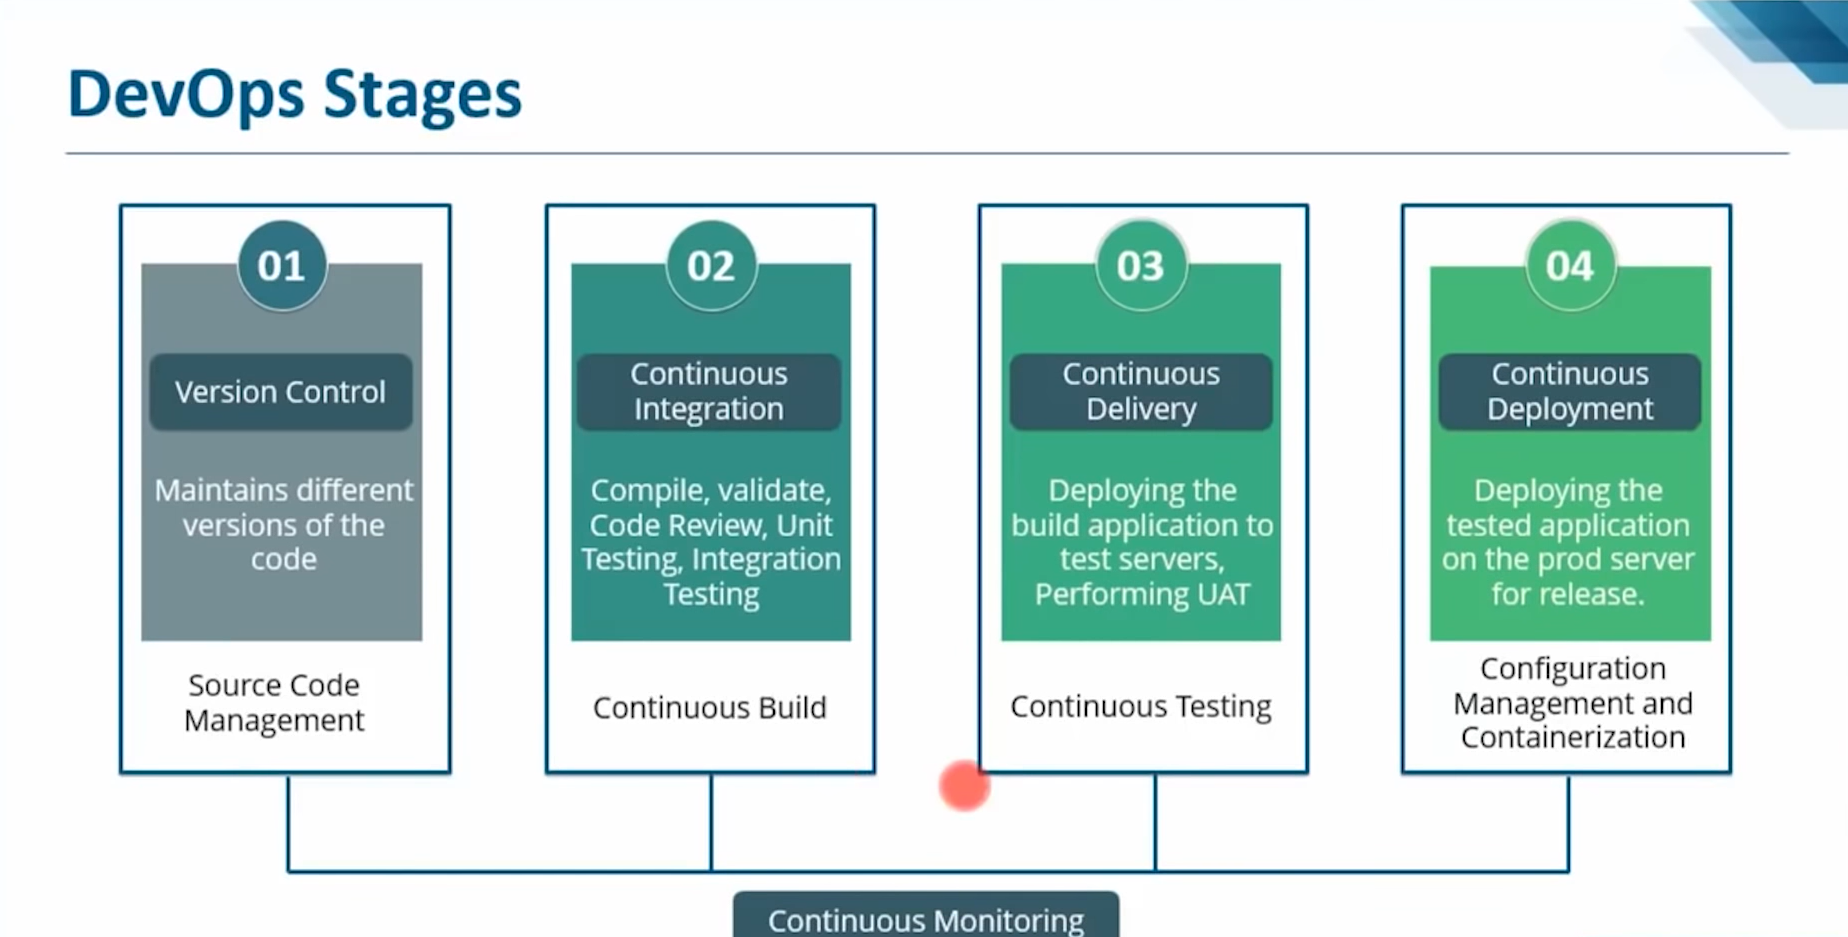 DevOps Stages
01
Version Control
Maintains different
versions of the
code
Source Code
Management
02
Continuous
Integration
Compile, validate,
Code Review, Unit
Testing, Integration
Testing
Continuous Build
03
Continuous
Delivery
Deploying the
build application to
test servers,
Performing UAT
Continuous Testing
04
Continuous
Deployment
Deploying the
tested application
on the prod server
for release.
Configuration
Management and
Containerization
Continuous Monitoring